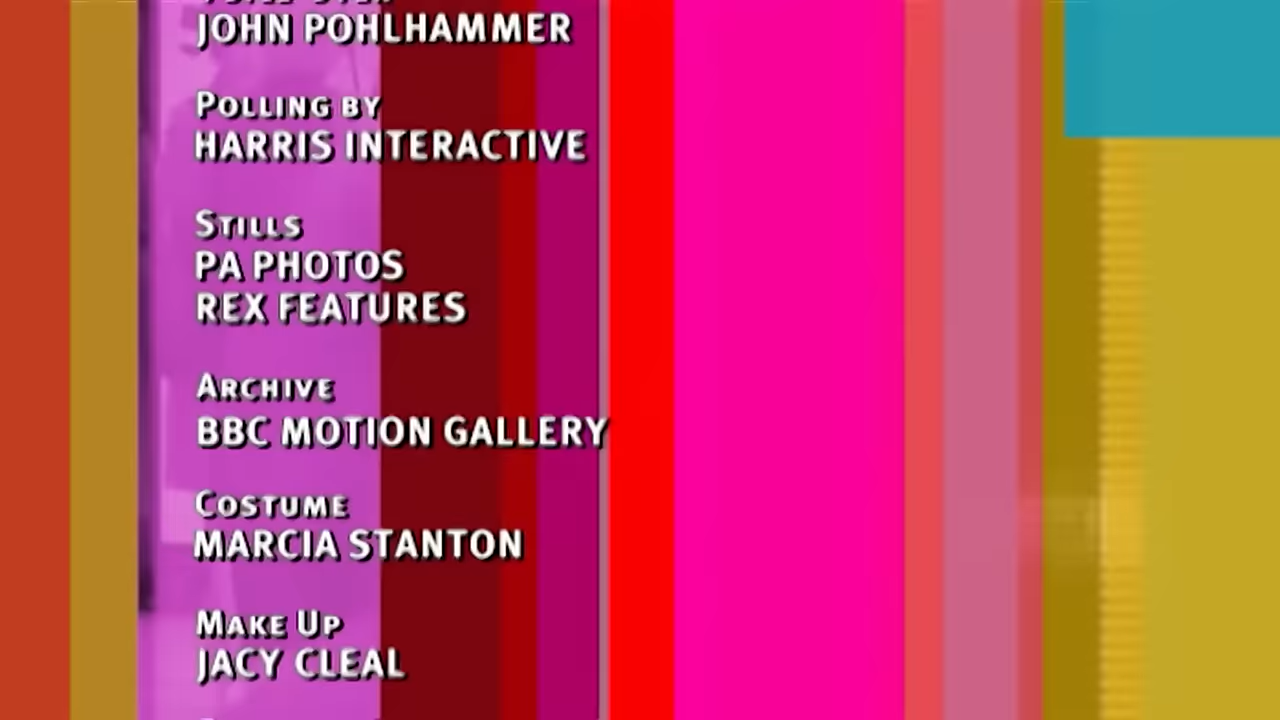 JOHN POHLHAMMER
POLLING BY
HARRIS INTERACTIVE
STILLS
PA PHOTOS
REX FEATURES
ARCHIVE
BBC MOTION GALLERY
COSTUME
MARCIA STANTON
MAKE UP
JACY CLEAL